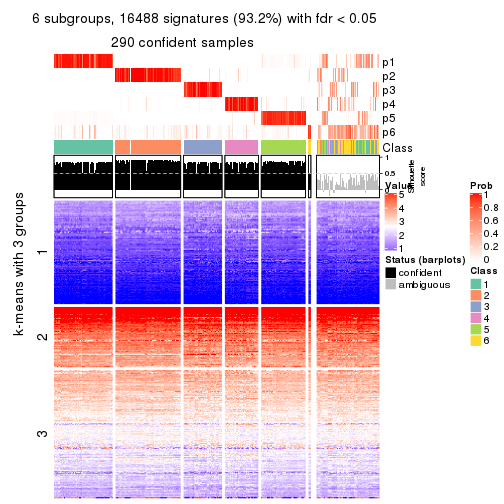 6 subgroups, 16488 signatures (93.2%) with fdr < 0.05
290 confident samples
p1
p2
p3
p4
p5
p6
Class
1
0.5
0
Silhouette
score
k-means with 3 groups
1
2
3
Value
5
4
3
2
1
Status (barplots)
confident
ambiguous
Prob
1
0.8
0.6
0.4
0.2
0
Class
1
2
3
4
5
6